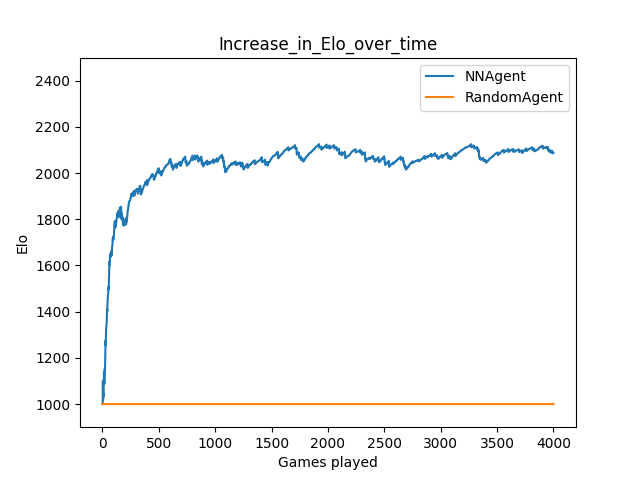 Increase_in_Elo_over_time
NNAgent
RandomAgent
2400
2200
2000
1800
1600
1400
1200
1000
Elo
0 500 1000 1500 2000 2500 3000 3500 4000
Games played